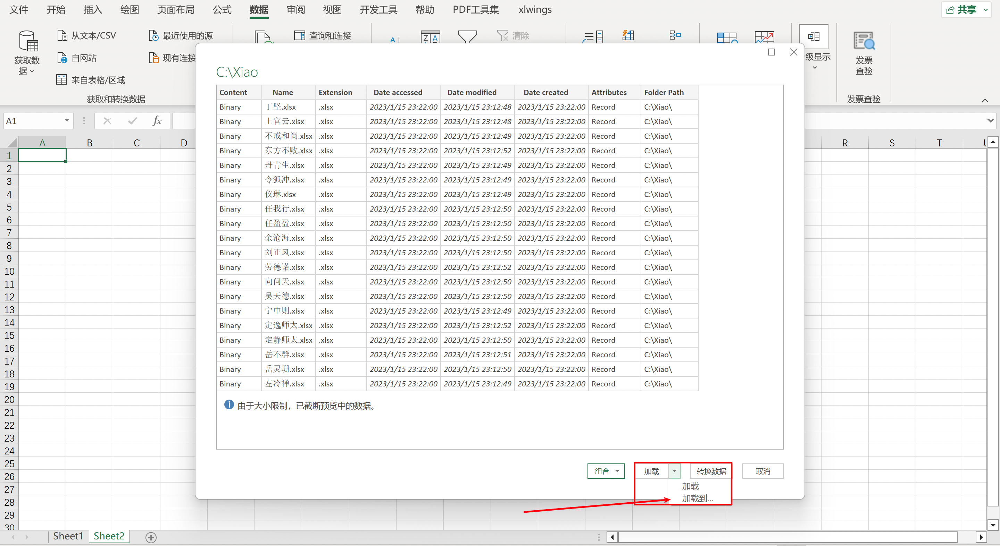 文件 开始 插入 绘图 页面布局 公式 数据 审阅 视图 开发工具 帮助 PDF工具集 xlwings 共享
从文本/CSV 最近使用的源 查询和连接 清除
自网站 现有连接
获取数据
来自表格/区域
级显示
发票查验
获取和转换数据 发票查验
A1 fx
A B C D R S T
C:\Xiao
Content Name Extension Date accessed Date modified Date created Attributes Folder Path
Binary 丁坚.xlsx .xlsx 2023/1/15 23:22:00 2023/1/15 23:12:48 2023/1/15 23:22:00 Record C:\Xiao\
Binary 上官云.xlsx .xlsx 2023/1/15 23:22:00 2023/1/15 23:12:48 2023/1/15 23:22:00 Record C:\Xiao\
Binary 不戒和尚.xlsx .xlsx 2023/1/15 23:22:00 2023/1/15 23:12:49 2023/1/15 23:22:00 Record C:\Xiao\
Binary 东方不败.xlsx .xlsx 2023/1/15 23:22:00 2023/1/15 23:12:52 2023/1/15 23:22:00 Record C:\Xiao\
Binary 丹青生.xlsx .xlsx 2023/1/15 23:22:00 2023/1/15 23:12:49 2023/1/15 23:22:00 Record C:\Xiao\
Binary 令狐冲.xlsx .xlsx 2023/1/15 23:22:00 2023/1/15 23:12:49 2023/1/15 23:22:00 Record C:\Xiao\
Binary 仪琳.xlsx .xlsx 2023/1/15 23:22:00 2023/1/15 23:12:49 2023/1/15 23:22:00 Record C:\Xiao\
Binary 任我行.xlsx .xlsx 2023/1/15 23:22:00 2023/1/15 23:12:50 2023/1/15 23:22:00 Record C:\Xiao\
Binary 任盈盈.xlsx .xlsx 2023/1/15 23:22:00 2023/1/15 23:12:50 2023/1/15 23:22:00 Record C:\Xiao\
Binary 余沧海.xlsx .xlsx 2023/1/15 23:22:00 2023/1/15 23:12:50 2023/1/15 23:22:00 Record C:\Xiao\
Binary 刘正风.xlsx .xlsx 2023/1/15 23:22:00 2023/1/15 23:12:50 2023/1/15 23:22:00 Record C:\Xiao\
Binary 劳德诺.xlsx .xlsx 2023/1/15 23:22:00 2023/1/15 23:12:52 2023/1/15 23:22:00 Record C:\Xiao\
Binary 向问天.xlsx .xlsx 2023/1/15 23:22:00 2023/1/15 23:12:50 2023/1/15 23:22:00 Record C:\Xiao\
Binary 吴天德.xlsx .xlsx 2023/1/15 23:22:00 2023/1/15 23:12:50 2023/1/15 23:22:00 Record C:\Xiao\
Binary 宁中则.xlsx .xlsx 2023/1/15 23:22:00 2023/1/15 23:12:49 2023/1/15 23:22:00 Record C:\Xiao\
Binary 定逸师太.xlsx .xlsx 2023/1/15 23:22:00 2023/1/15 23:12:52 2023/1/15 23:22:00 Record C:\Xiao\
Binary 定静师太.xlsx .xlsx 2023/1/15 23:22:00 2023/1/15 23:12:50 2023/1/15 23:22:00 Record C:\Xiao\
Binary 岳不群.xlsx .xlsx 2023/1/15 23:22:00 2023/1/15 23:12:51 2023/1/15 23:22:00 Record C:\Xiao\
Binary 岳灵珊.xlsx .xlsx 2023/1/15 23:22:00 2023/1/15 23:12:50 2023/1/15 23:22:00 Record C:\Xiao\
Binary 左冷禅.xlsx .xlsx 2023/1/15 23:22:00 2023/1/15 23:12:49 2023/1/15 23:22:00 Record C:\Xiao\
由于大小限制，已截断预览中的数据。
组合 加载 转换数据 取消
加载
加载到...
1
2
3
4
5
6
7
8
9
10
11
12
13
14
15
16
17
18
19
20
21
22
23
24
25
26
27
28
29
30
Sheet1 Sheet2